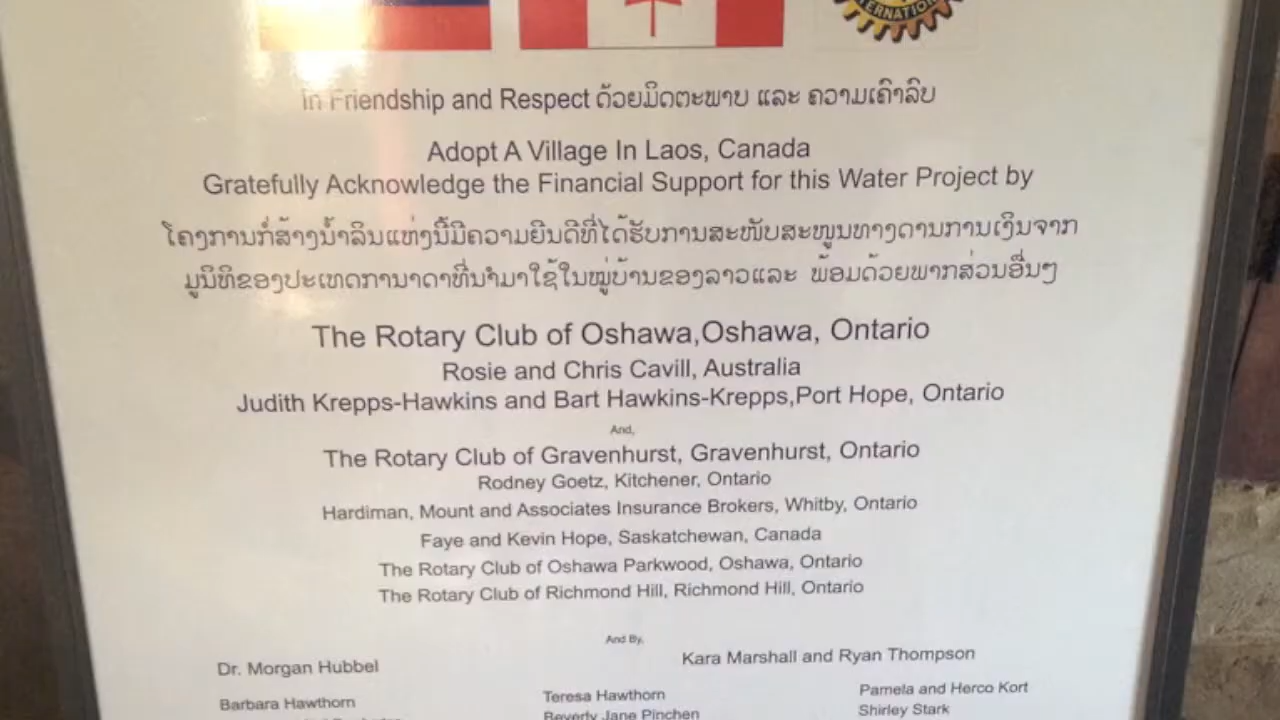 INTERNATION
In Friendship and Respect ດ້ວຍມິດຕະພາບ ແລະ ຄວາມເຄົາລົບ
Adopt A Village In Laos, Canada
Gratefully Acknowledge the Financial Support for this Water Project by
ໂຄງການກໍ່ສ້າງນ້ຳລິນແຫ່ງນີ້ມີຄວາມຍິນດີທີ່ໄດ້ຮັບການສະໜັບສະໜູນທາງດານການເງິນຈາກ
ມູນິທິຂອງປະເທດການາດາທີ່ນຳມາໃຊ້ໃນໝູ່ບ້ານຂອງລາວແລະ ພ້ອມດ້ວຍພາກສ່ວນອື່ນໆ
The Rotary Club of Oshawa,Oshawa, Ontario
Rosie and Chris Cavill, Australia
Judith Krepps-Hawkins and Bart Hawkins-Krepps,Port Hope, Ontario
And,
The Rotary Club of Gravenhurst, Gravenhurst, Ontario
Rodney Goetz, Kitchener, Ontario
Hardiman, Mount and Associates Insurance Brokers, Whitby, Ontario
Faye and Kevin Hope, Saskatchewan, Canada
The Rotary Club of Oshawa Parkwood, Oshawa, Ontario
The Rotary Club of Richmond Hill, Richmond Hill, Ontario
And By,
Dr. Morgan Hubbel
Kara Marshall and Ryan Thompson
Barbara Hawthorn
Teresa Hawthorn
Pamela and Herco Kort
Beverly Jane Pinchen
Shirley Stark